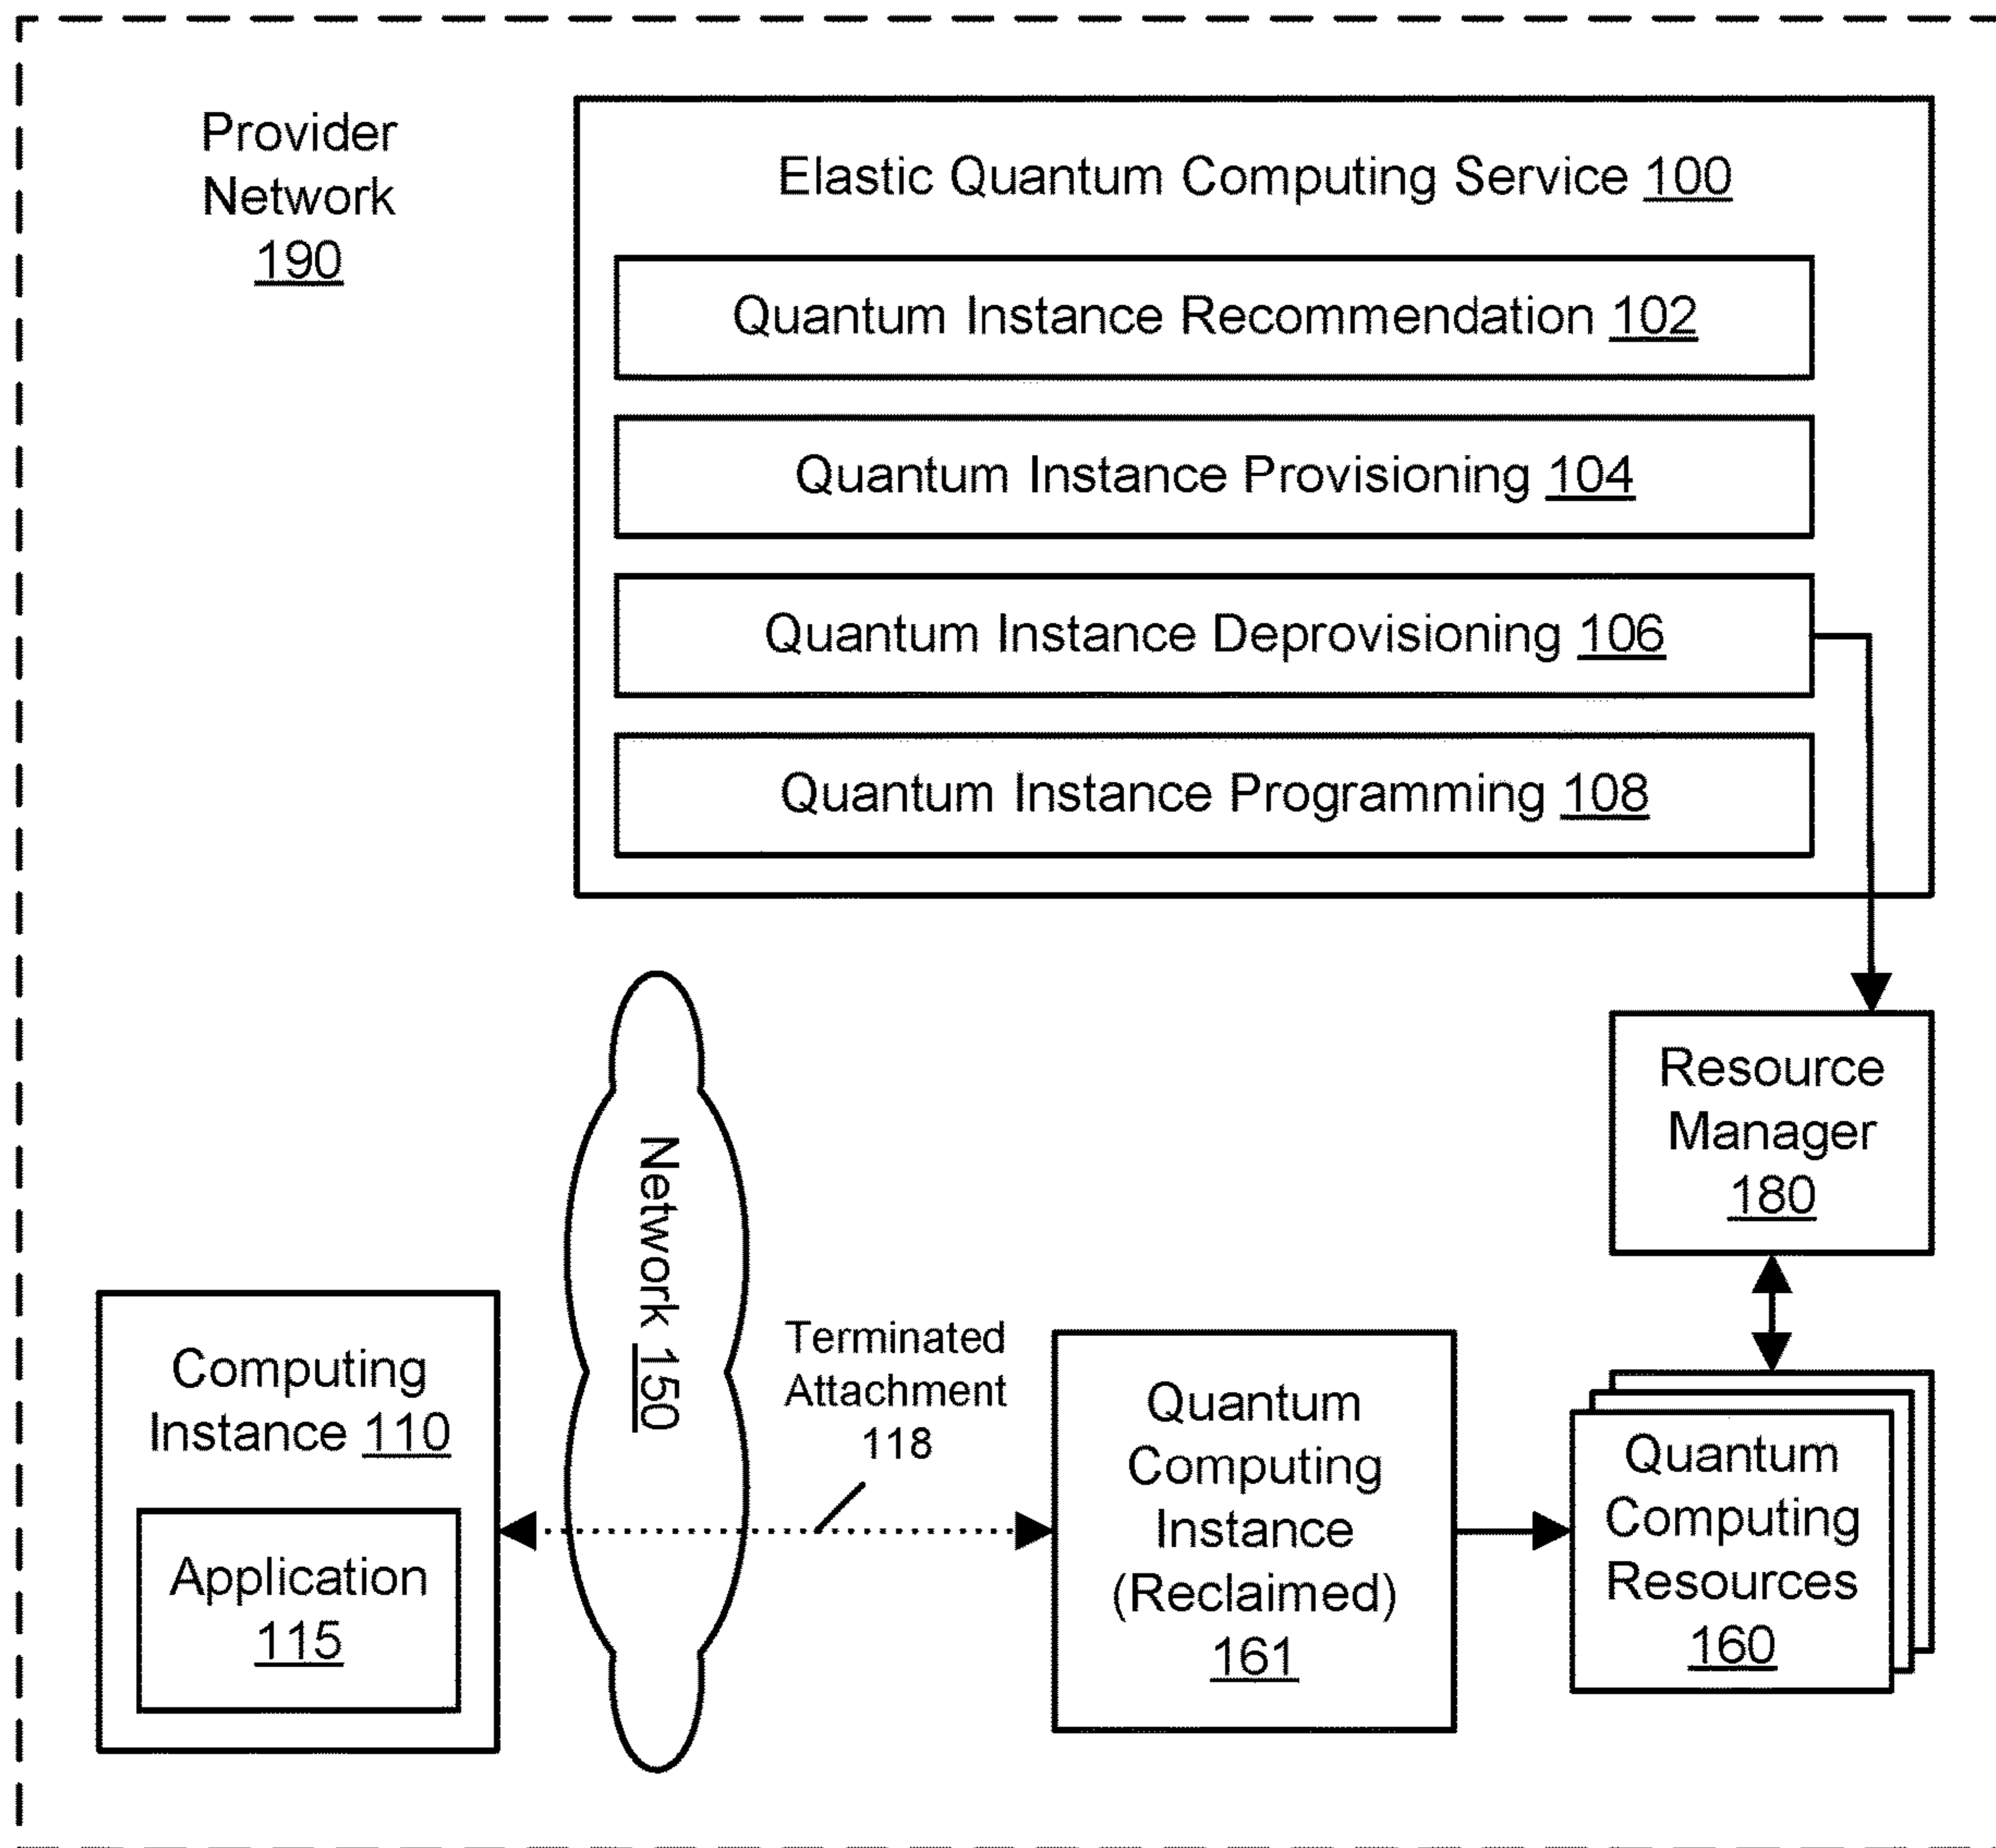 Provider
Network
190
Elastic Quantum Computing Service 100
Quantum Instance Recommendation 102
Quantum Instance Provisioning 104
Quantum Instance Deprovisioning 106
Quantum Instance Programming 108
Resource
Manager
180
Network 150
Computing
Instance 110
Application
115
Terminated
Attachment
118
Quantum
Computing
Instance
(Reclaimed)
161
Quantum
Computing
Resources
160